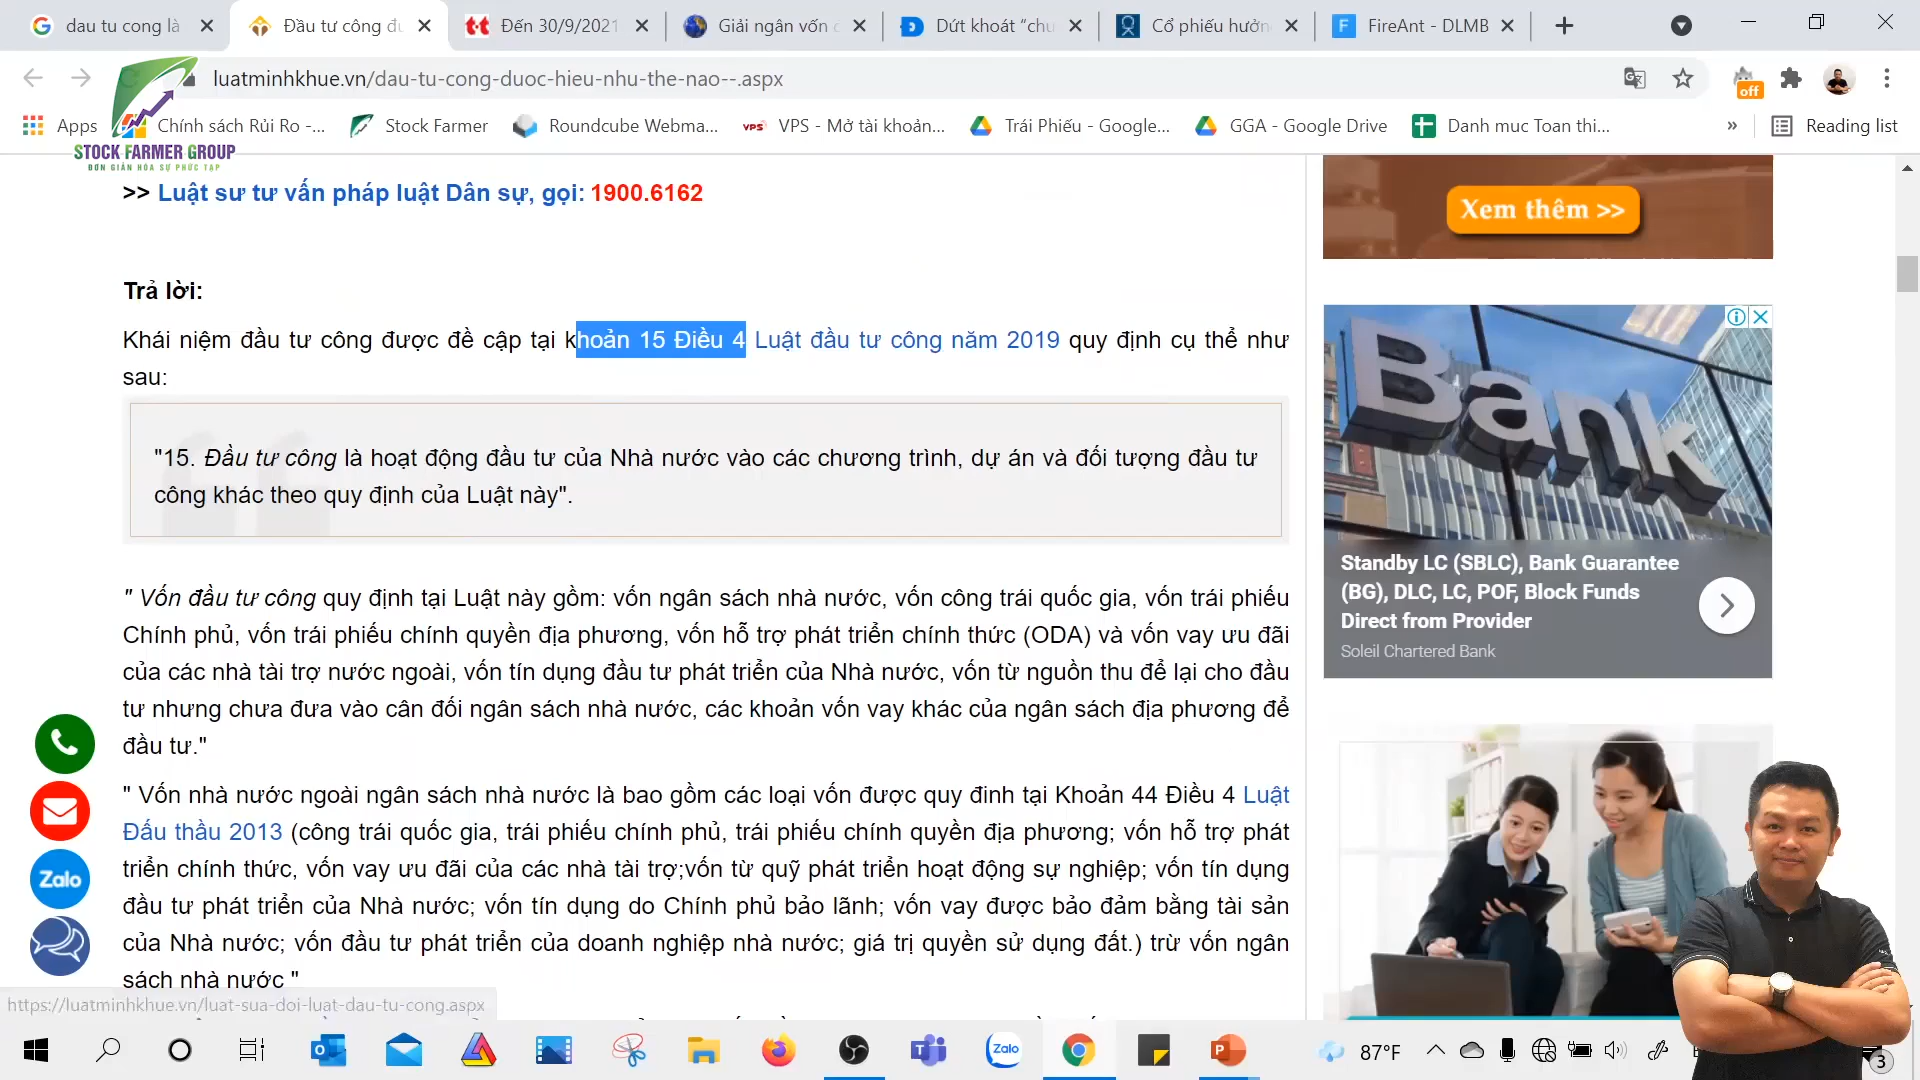 dau tu cong là
Đầu tư công đư
Đến 30/9/2021
Giải ngân vốn
Dứt khoát "chu
Cổ phiếu hưởn
FireAnt - DLMB
luatminhkhue.vn/dau-tu-cong-duoc-hieu-nhu-the-nao--.aspx
off
Apps
Chính sách Rủi Ro -...
Stock Farmer
Roundcube Webma...
VPS
VPS - Mở tài khoản...
Trái Phiếu - Google...
GGA - Google Drive
Danh muc Toan thi...
»
Reading list
STOCK FARMER GROUP
ĐƠN GIẢN HÓA SỰ PHỨC TẠP
>> Luật sư tư vấn pháp luật Dân sự, gọi: 1900.6162
Xem thêm >>
Trả lời:
Khái niệm đầu tư công được đề cập tại khoản 15 Điều 4 Luật đầu tư công năm 2019 quy định cụ thể như
sau:
"15. Đầu tư công là hoạt động đầu tư của Nhà nước vào các chương trình, dự án và đối tượng đầu tư
công khác theo quy định của Luật này".
Bank
Standby LC (SBLC), Bank Guarantee
(BG), DLC, LC, POF, Block Funds
Direct from Provider
Soleil Chartered Bank
" Vốn đầu tư công quy định tại Luật này gồm: vốn ngân sách nhà nước, vốn công trái quốc gia, vốn trái phiếu
Chính phủ, vốn trái phiếu chính quyền địa phương, vốn hỗ trợ phát triển chính thức (ODA) và vốn vay ưu đãi
của các nhà tài trợ nước ngoài, vốn tín dụng đầu tư phát triển của Nhà nước, vốn từ nguồn thu để lại cho đầu
tư nhưng chưa đưa vào cân đối ngân sách nhà nước, các khoản vốn vay khác của ngân sách địa phương để
đầu tư."
" Vốn nhà nước ngoài ngân sách nhà nước là bao gồm các loại vốn được quy đinh tại Khoản 44 Điều 4 Luật
Đấu thầu 2013 (công trái quốc gia, trái phiếu chính phủ, trái phiếu chính quyền địa phương; vốn hỗ trợ phát
triển chính thức, vốn vay ưu đãi của các nhà tài trợ;vốn từ quỹ phát triển hoạt động sự nghiệp; vốn tín dụng
đầu tư phát triển của Nhà nước; vốn tín dụng do Chính phủ bảo lãnh; vốn vay được bảo đảm bằng tài sản
của Nhà nước; vốn đầu tư phát triển của doanh nghiệp nhà nước; giá trị quyền sử dụng đất.) trừ vốn ngân
sách nhà nước "
Zalo
https://luatminhkhue.vn/luat-sua-doi-luat-dau-tu-cong.aspx
Zalo
87°F
3